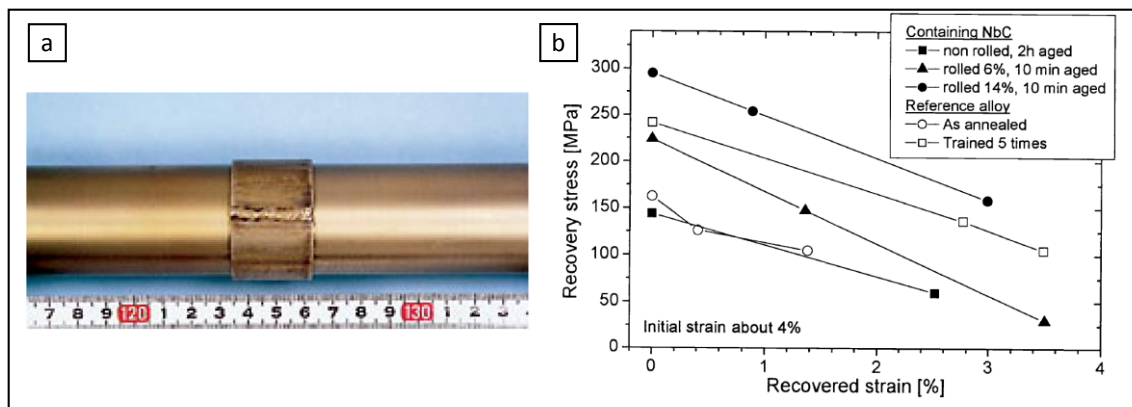 a
7 8 9 120 1 2 3 4 5 6 7 8 9 130 1 2 3
b
Containing NbC
non rolled, 2h aged
rolled 6%, 10 min aged
rolled 14%, 10 min aged
Reference alloy
As annealed
Trained 5 times
Recovery stress [MPa]
300
250
200
150
100
50
0
Initial strain about 4%
0 1 2 3 4
Recovered strain [%]